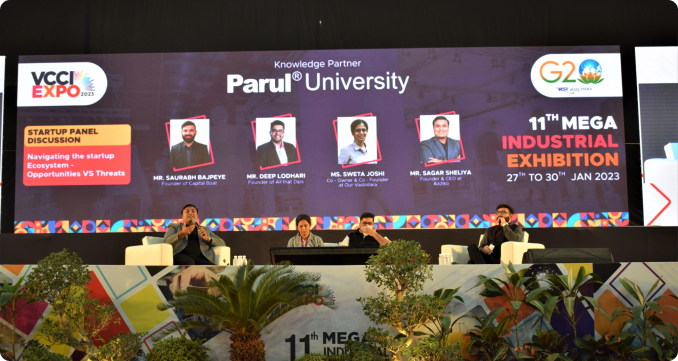 VCCI
EXPO 2023
Knowledge Partner
Parul® University
G20
STARTUP PANEL
DISCUSSION
Navigating the startup
Ecosystem -
Opportunities VS Threats
MR. SAURABH BAJPEYE
Founder of Capital Boat
MR. DEEP LODHARI
Founder of All that Dips
MS. SWETA JOSHI
Co - Owner & Co - Founder
at Our Vadodara
MR. SAGAR SHELIYA
Founder & CEO at
Aaziko
11TH MEGA
INDUSTRIAL
EXHIBITION
27TH TO 30TH JAN 2023
11th MEGA